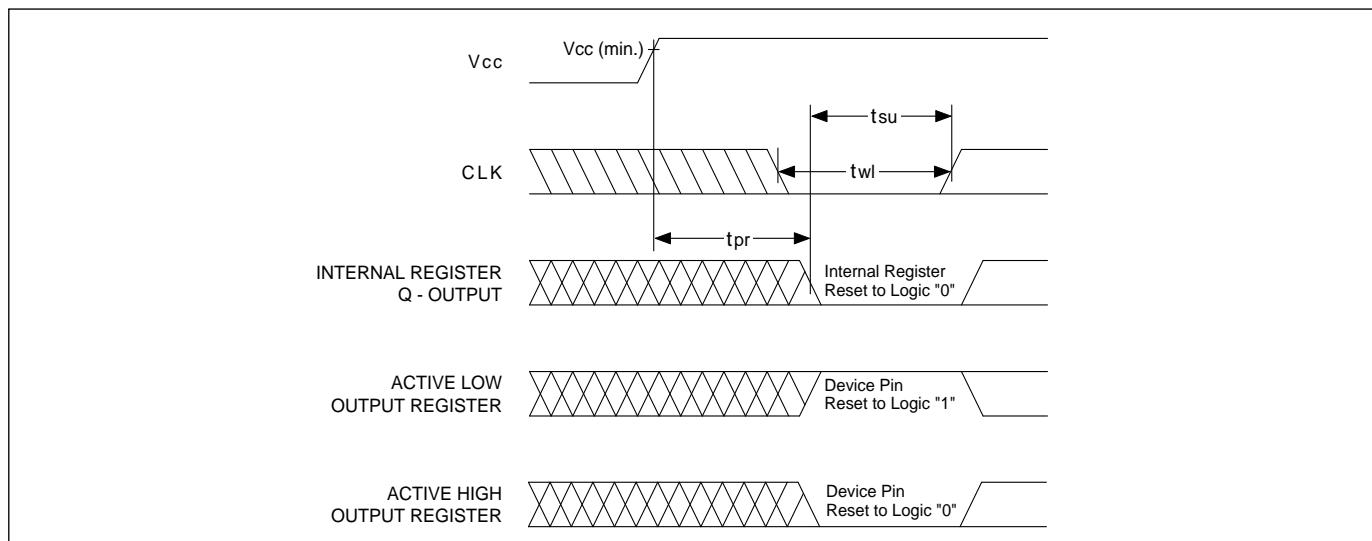 Vcc
Vcc (min.)
tsu
CLK
twl
tpr
INTERNAL REGISTER
Q - OUTPUT
Internal Register
Reset to Logic "0"
ACTIVE LOW
OUTPUT REGISTER
Device Pin
Reset to Logic "1"
ACTIVE HIGH
OUTPUT REGISTER
Device Pin
Reset to Logic "0"